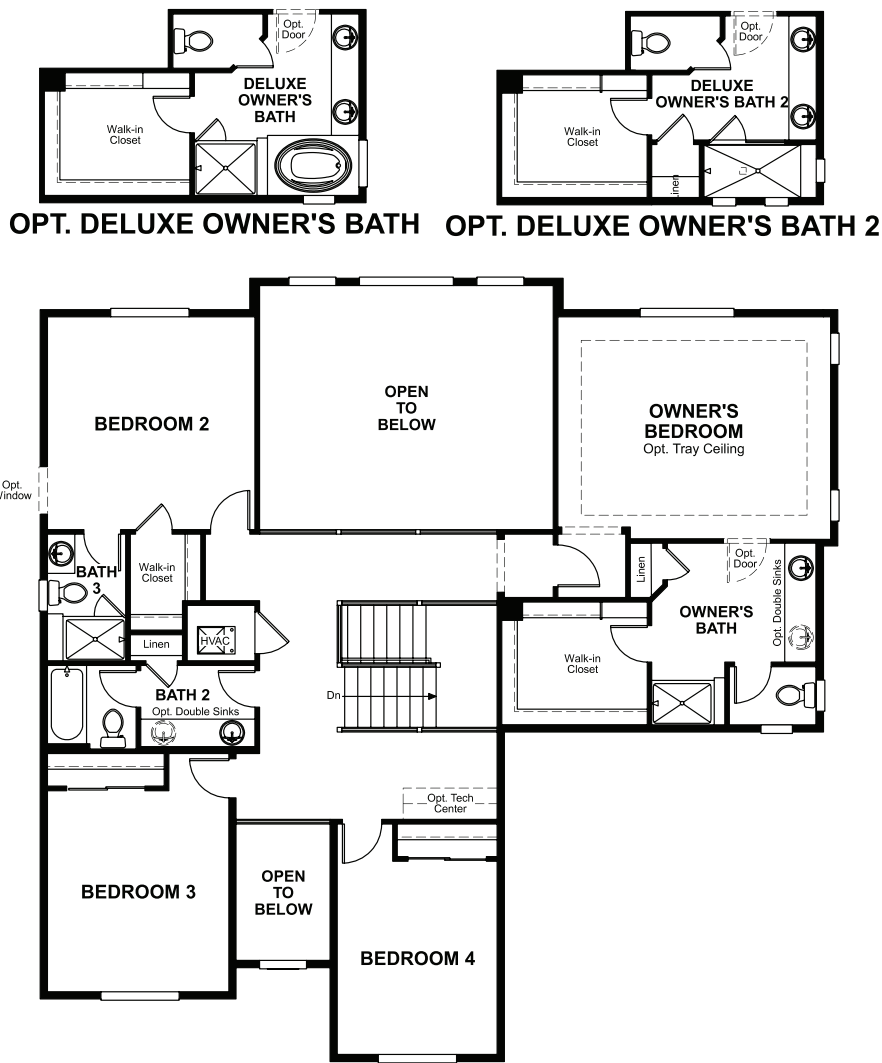 Opt.
Door
DELUXE
OWNER'S
BATH
Walk-in
Closet
OPT. DELUXE OWNER'S BATH
Opt.
Door
DELUXE
OWNER'S BATH 2
Walk-in
Closet
Linen
OPT. DELUXE OWNER'S BATH 2
BEDROOM 2
OPEN
TO
BELOW
OWNER'S
BEDROOM
Opt. Tray Ceiling
Opt.
Window
BATH
3
Walk-in
Closet
Linen
HVAC
Linen
Opt.
Door
Opt. Double Sinks
OWNER'S
BATH
Walk-in
Closet
BATH 2
Opt. Double Sinks
Dn
Opt. Tech
Center
BEDROOM 3
OPEN
TO
BELOW
BEDROOM 4